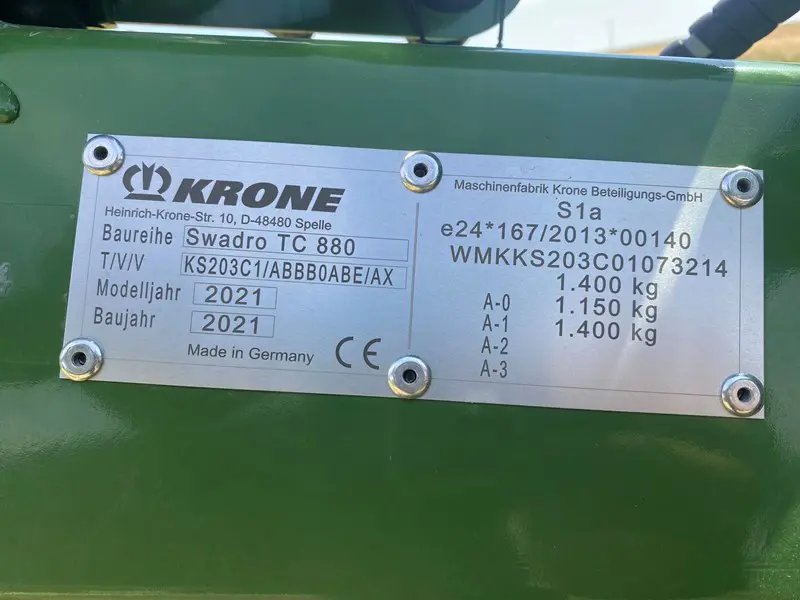 KRONE
Heinrich-Krone-Str. 10, D-48480 Spelle
Baureihe Swadro TC 880
T/V/V KS203C1/ABBB0ABE/AX
Modelljahr 2021
Baujahr 2021
Made in Germany CE
Maschinenfabrik Krone Beteiligungs-GmbH
S1a
e24*167/2013*00140
WMKKS203C01073214
1.400 kg
A-0 1.150 kg
A-1 1.400 kg
A-2
A-3